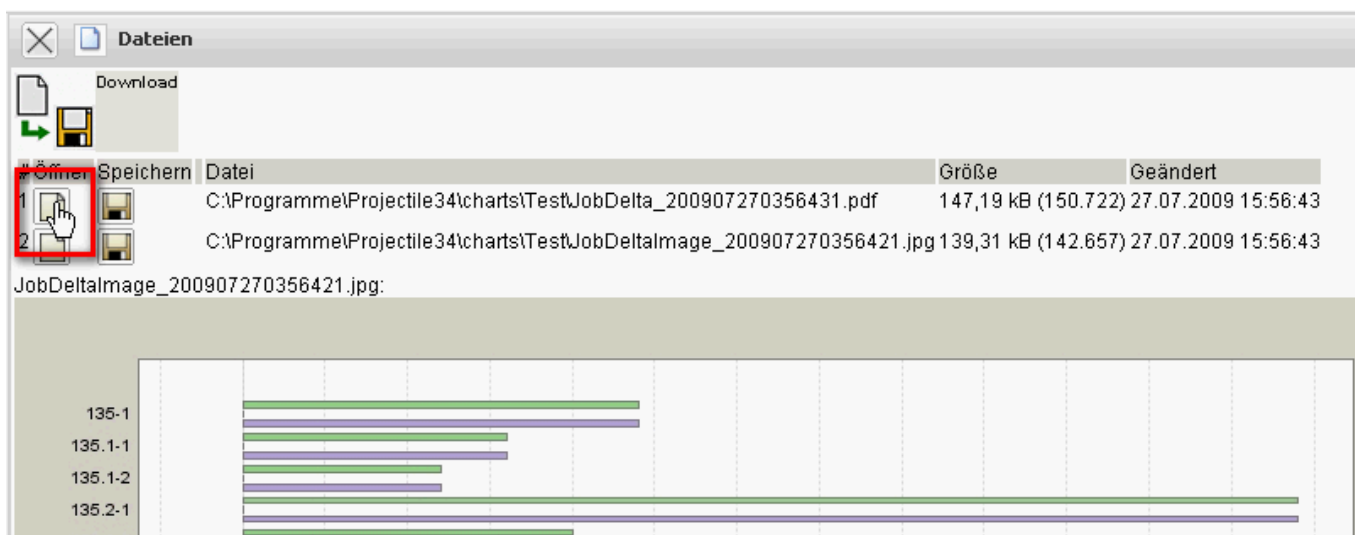 Dateien
Download
# Öffnen Speichern Datei Größe Geändert
1 C:\Programme\Projectile34\charts\Test\JobDelta_200907270356431.pdf 147,19 kB (150.722) 27.07.2009 15:56:43
2 C:\Programme\Projectile34\charts\Test\JobDeltaImage_200907270356421.jpg 139,31 kB (142.657) 27.07.2009 15:56:43
JobDeltaImage_200907270356421.jpg:
135-1
135.1-1
135.1-2
135.2-1